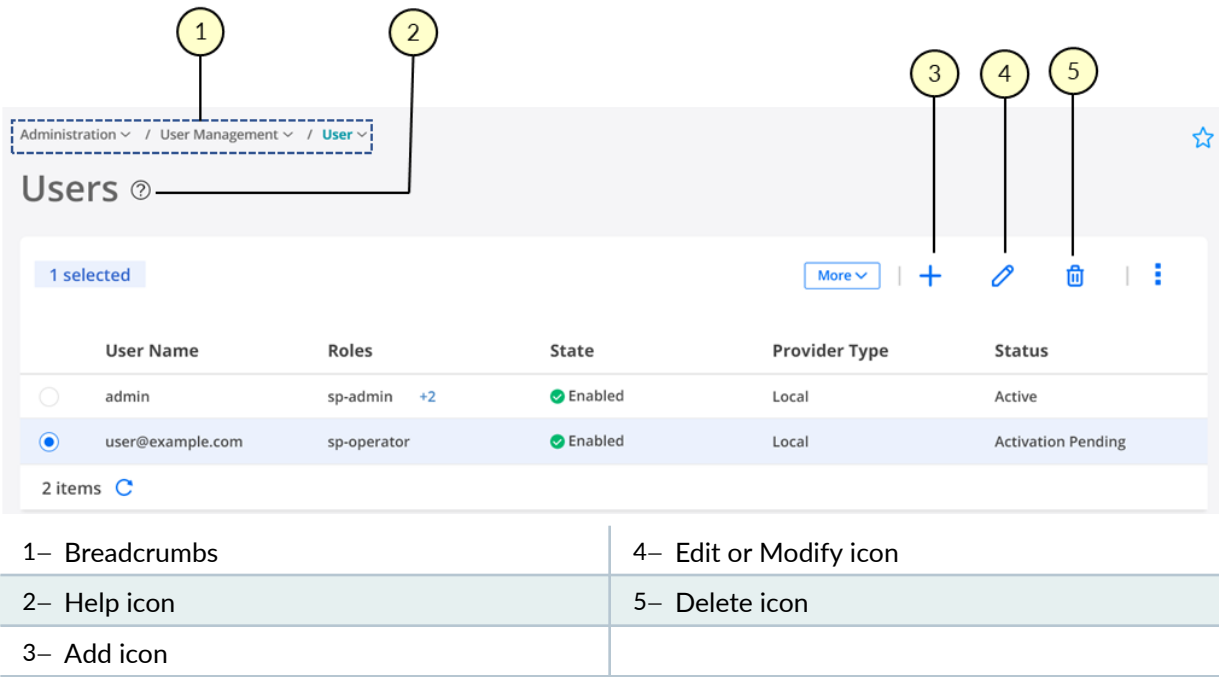 1 2
3 4 5
Administration / User Management / User
Users ?
1 selected More
User Name Roles State Provider Type Status
admin sp-admin +2 Enabled Local Active
user@example.com sp-operator Enabled Local Activation Pending
2 items
1– Breadcrumbs 4– Edit or Modify icon
2– Help icon 5– Delete icon
3– Add icon